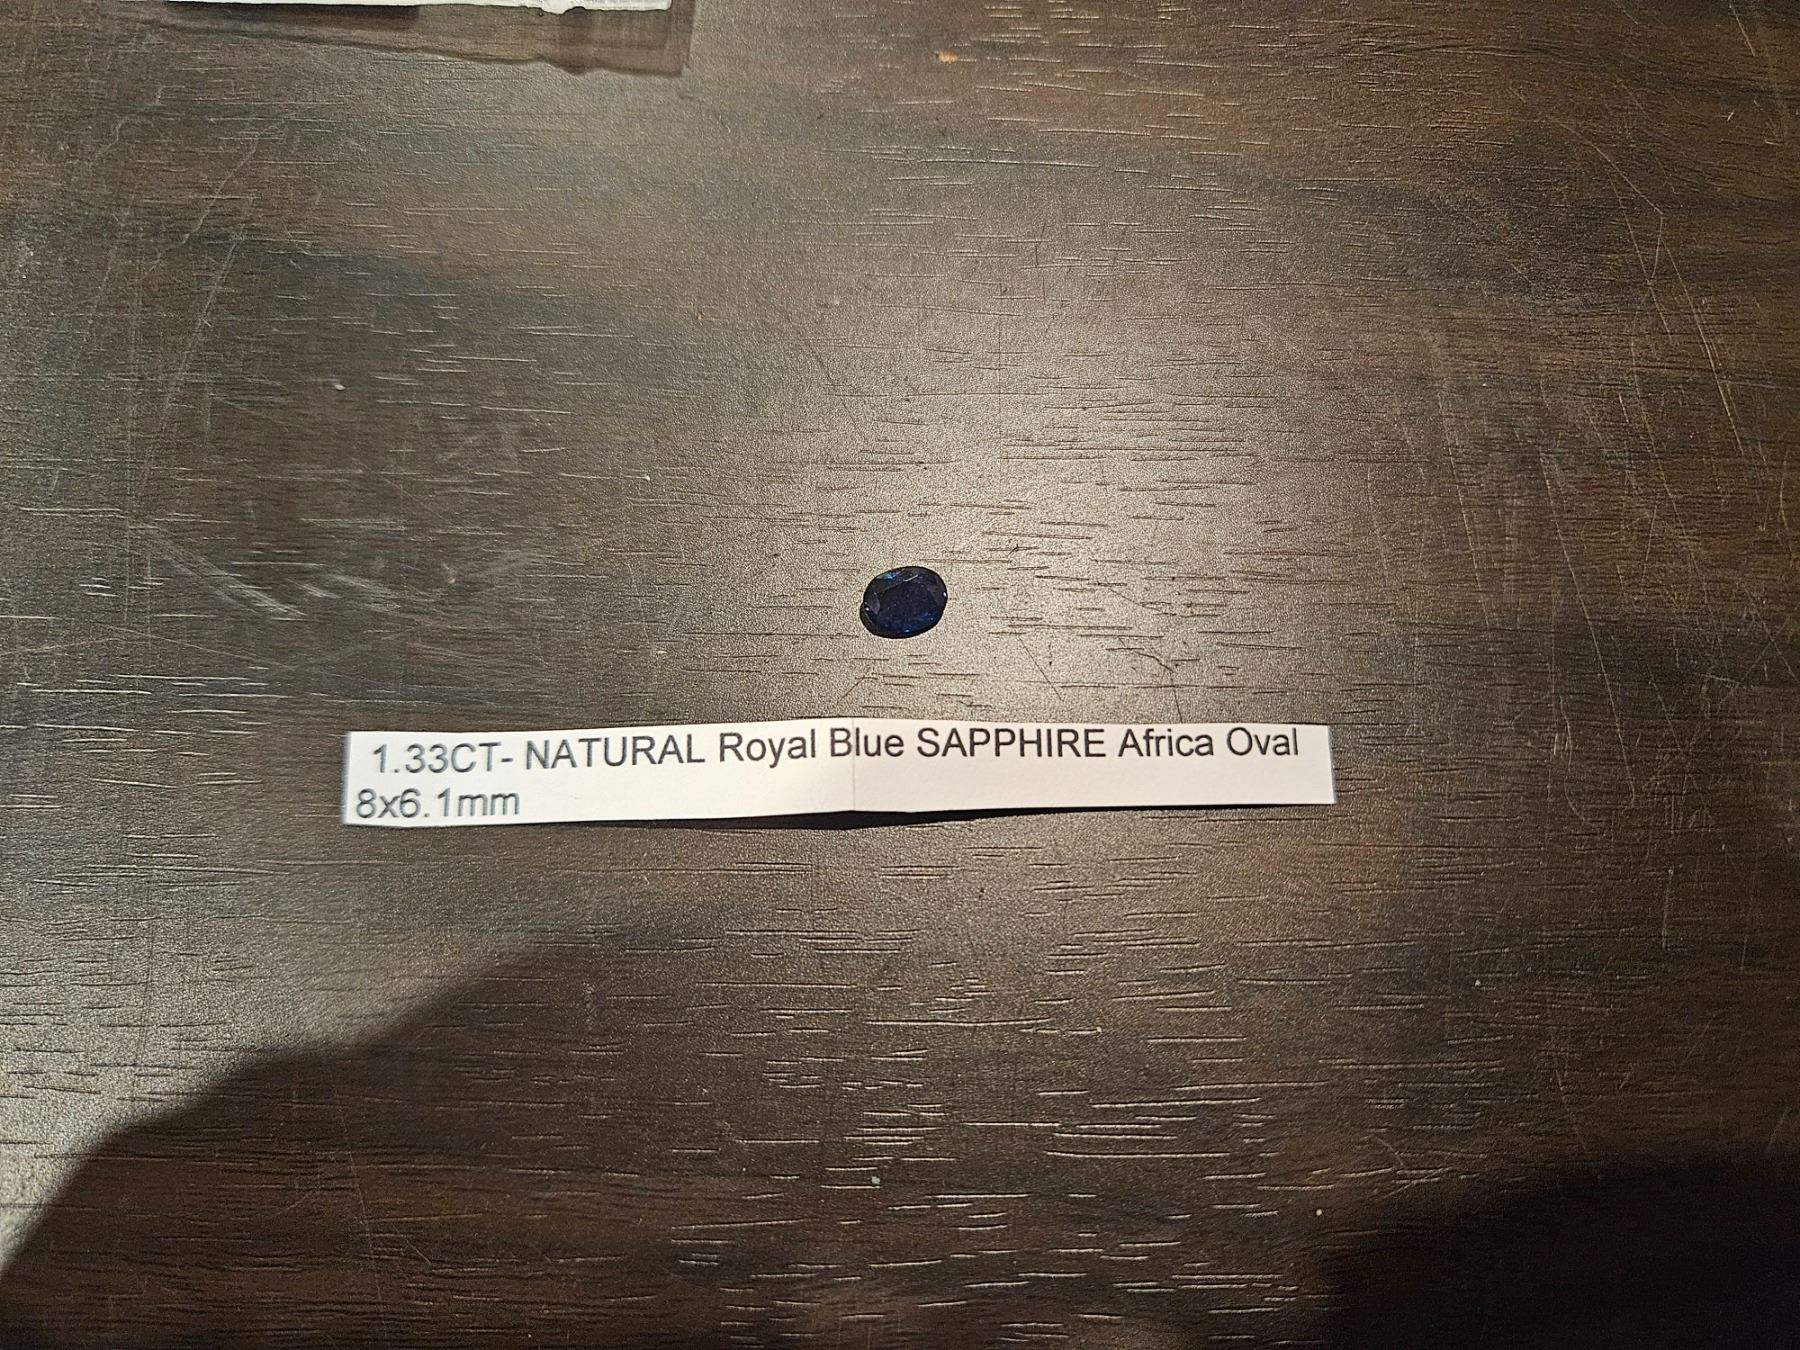 1.33CT- NATURAL Royal Blue SAPPHIRE Africa Oval
8x6.1mm